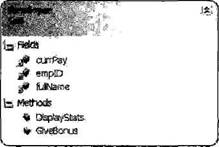 Fields
currPay
empID
fullName
Methods
DisplayStats
GiveBonus